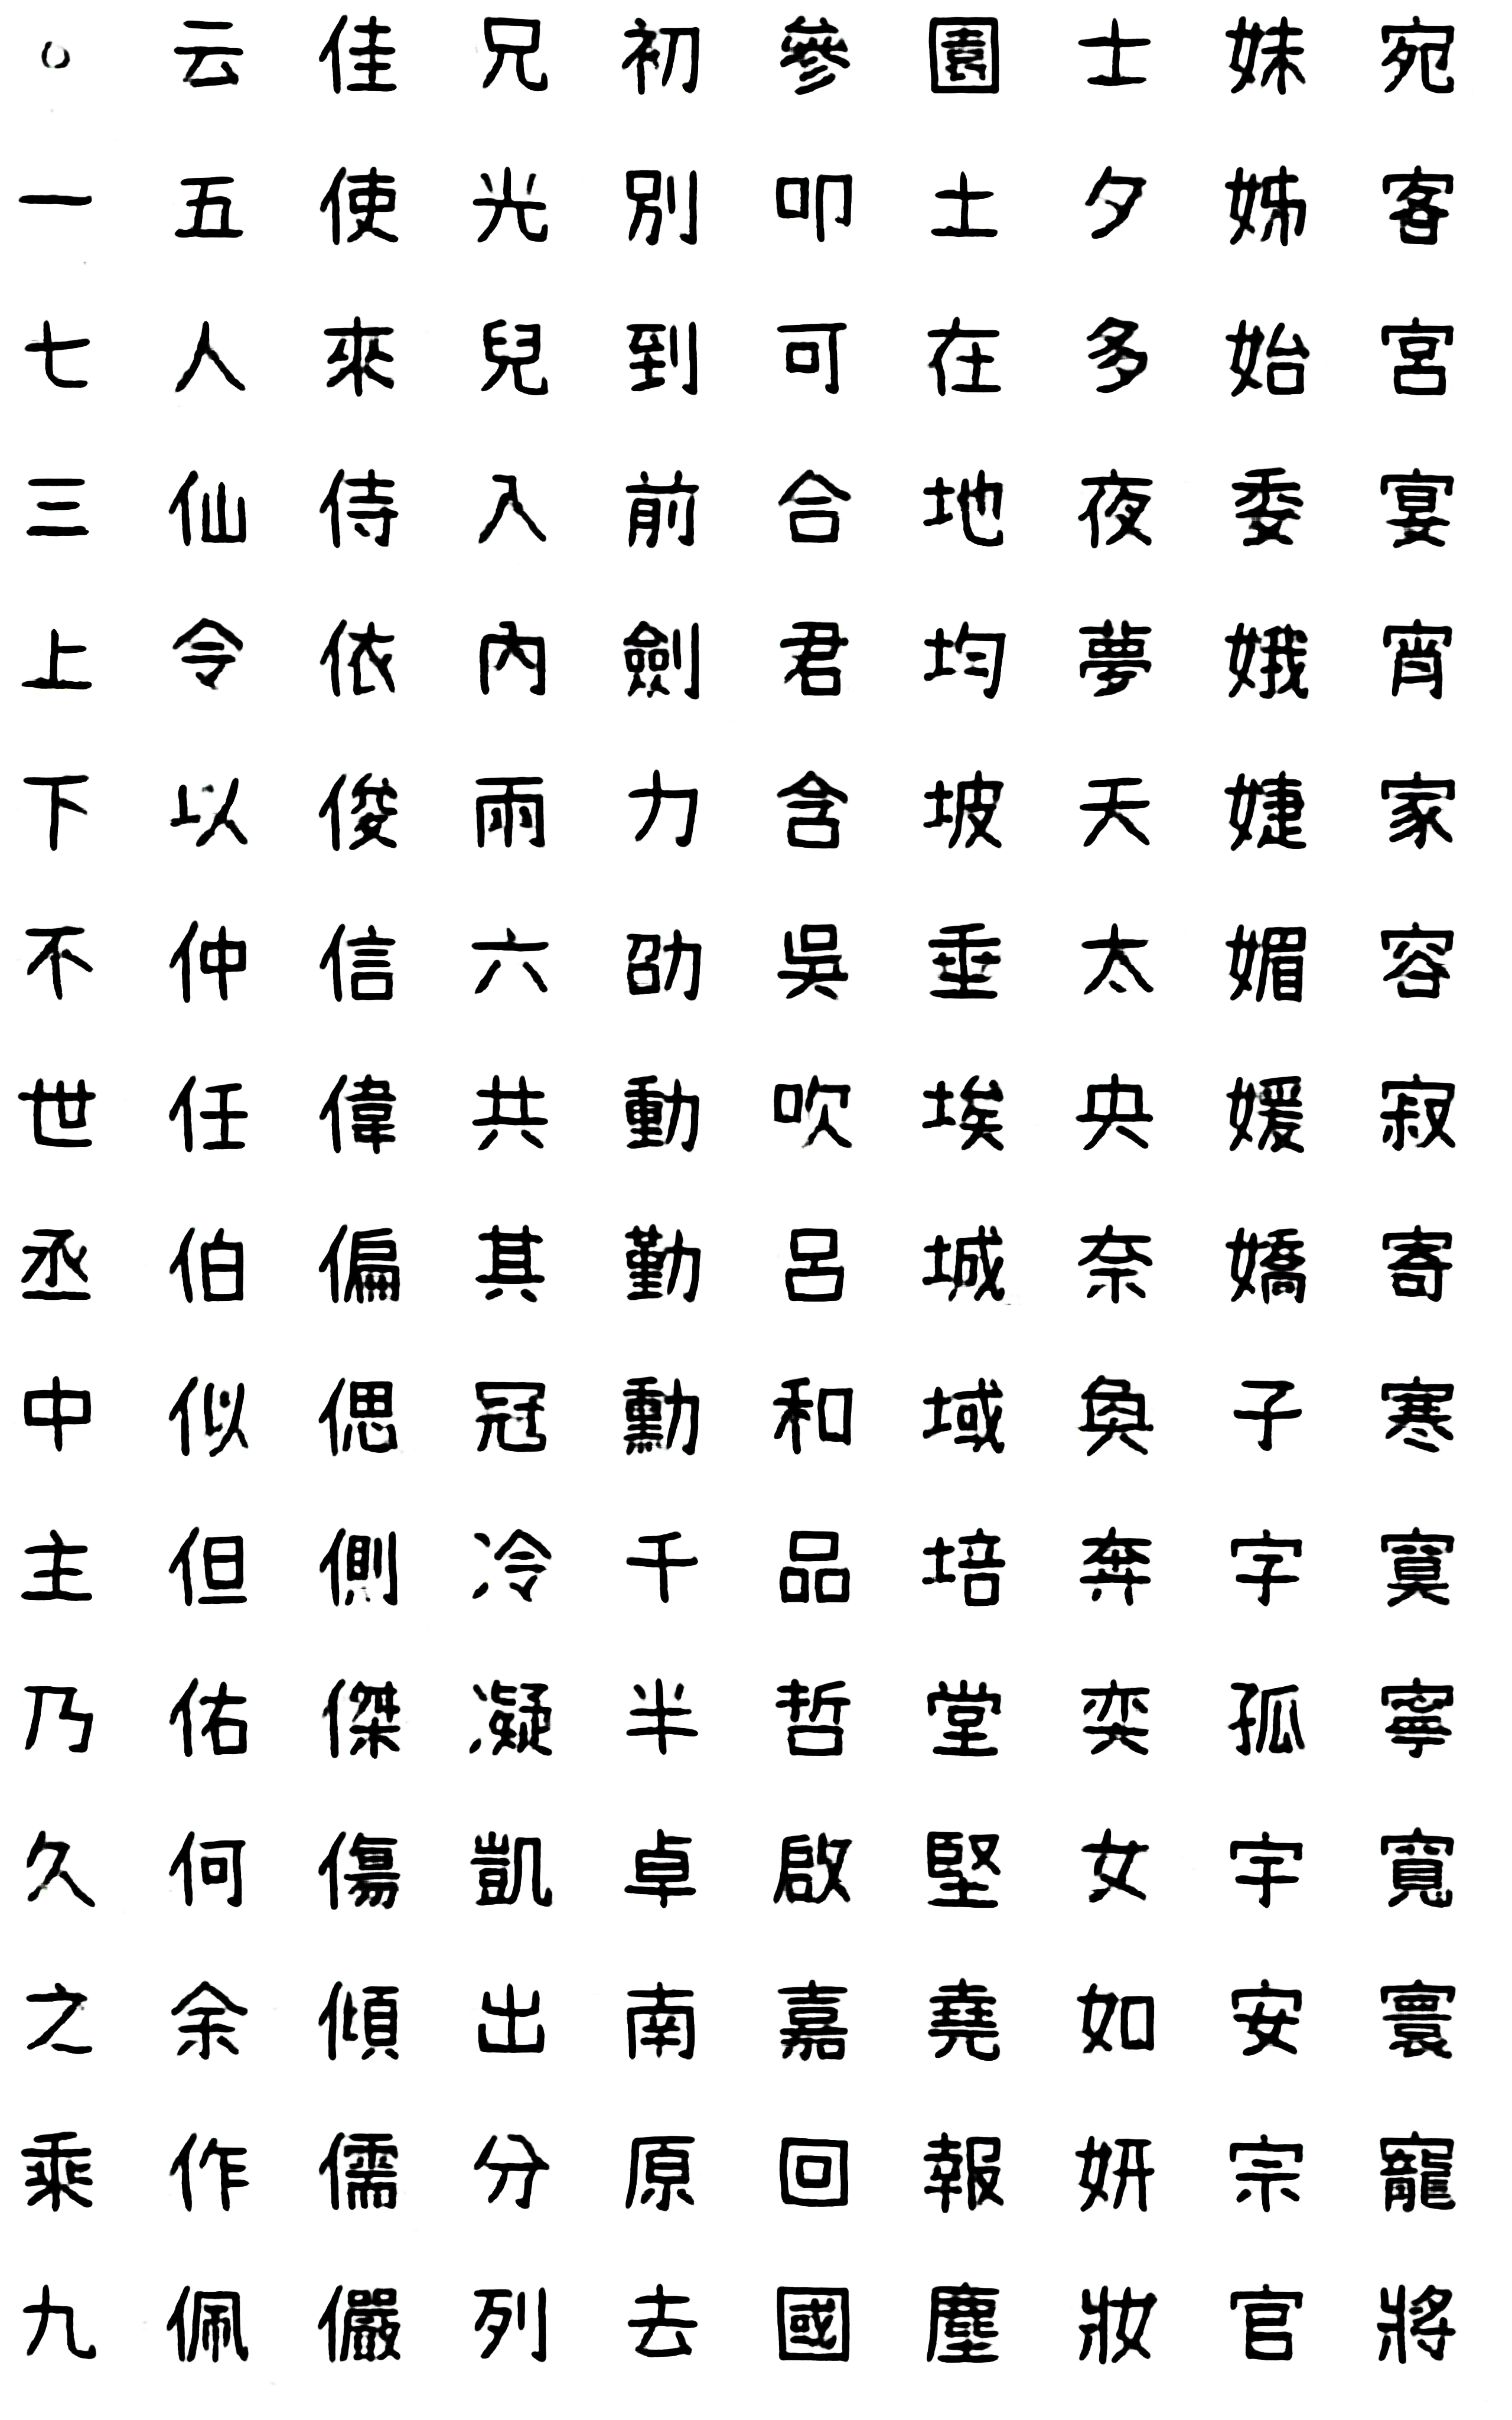 。一七三上下不世丞中主乃久之乘九
云五人仙令以仲任伯似但佑何余作佩
佳使來侍依俊信偉偏偲側傑傷傾儒儼
兄光兒入內兩六共其冠冷凝凱出分列
初別到前劍力劭動勤勳千半卓南原去
參叩可合君含吳吹呂和品哲啟嘉回國
園土在地均坡垂埃城域培堂堅堯報塵
士夕多夜夢天太央奈奐奔奕女如妍妝
妹姊始委娥婕媚媛嬌子字孤宇安宗官
宛客宮宴宵家容寂寄寒寞寧寬寰寵將